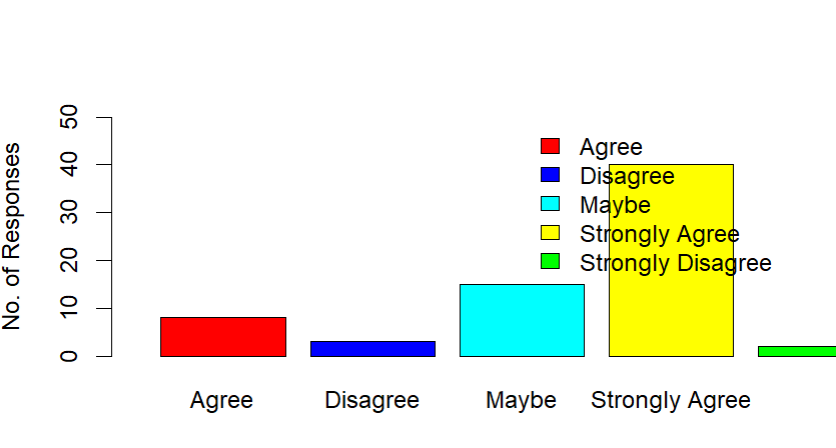 No. of Responses
50
40
30
20
10
0
Agree
Disagree
Maybe
Strongly Agree
Strongly Disagree
Agree Disagree Maybe Strongly Agree